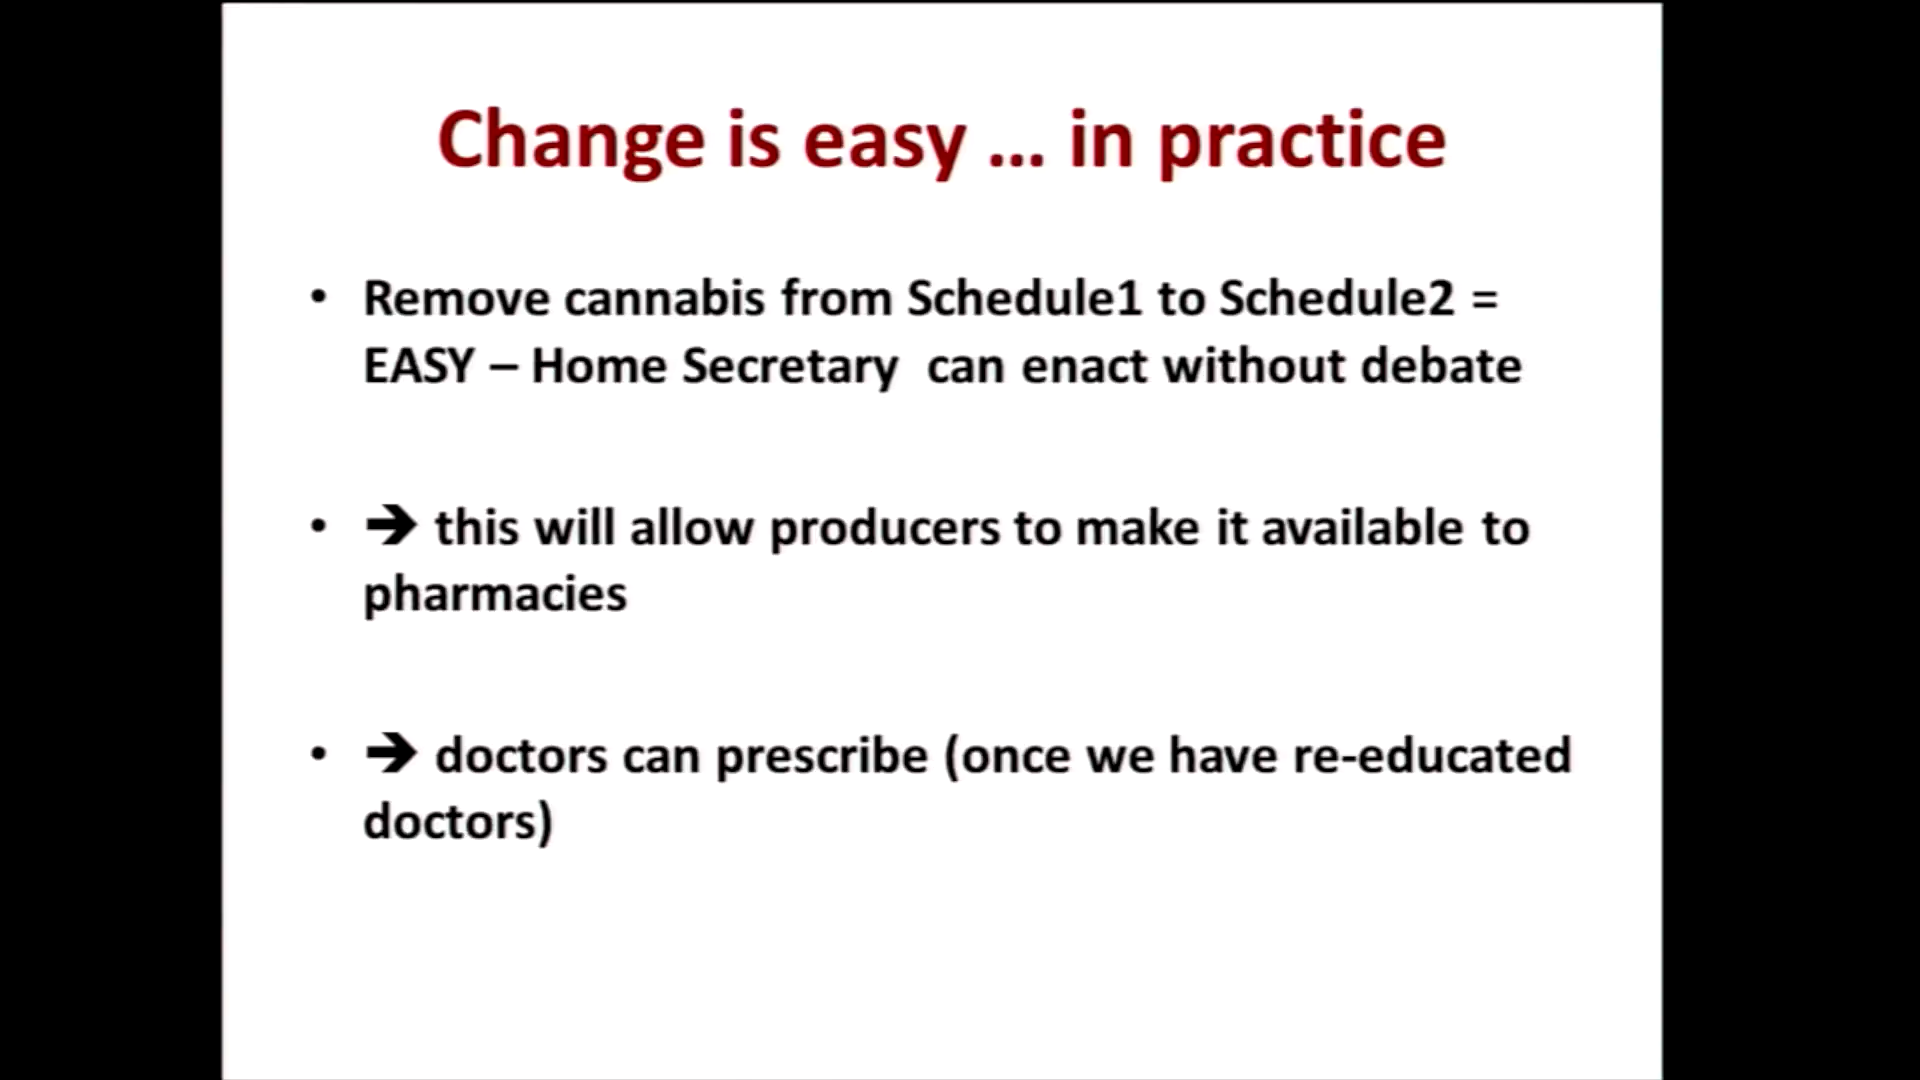 Change is easy ... in practice
• Remove cannabis from Schedule1 to Schedule2 =
EASY – Home Secretary  can enact without debate
• ➔ this will allow producers to make it available to
pharmacies
• ➔ doctors can prescribe (once we have re-educated
doctors)